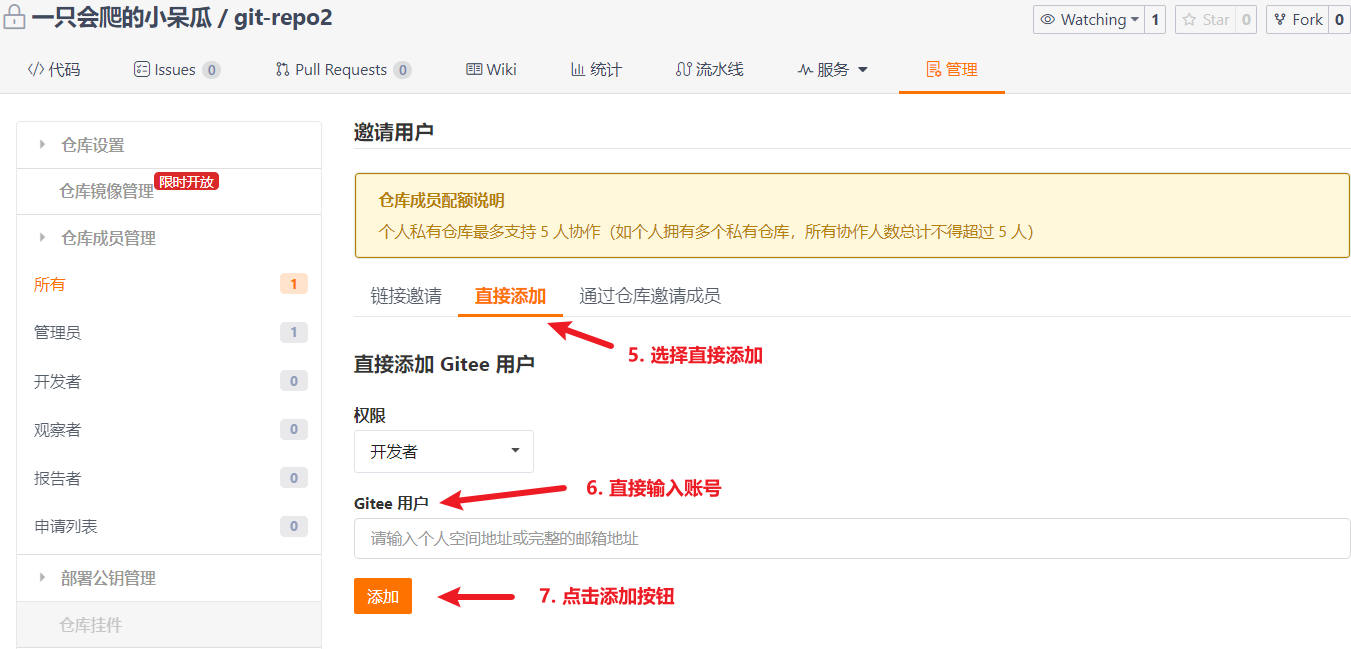 一只会爬的小呆瓜 / git-repo2
Watching 1 Star 0 Fork 0
代码 Issues 0 Pull Requests 0 Wiki 统计 流水线 服务 管理
仓库设置
仓库镜像管理 限时开放
仓库成员管理
所有 1
管理员 1
开发者 0
观察者 0
报告者 0
申请列表 0
部署公钥管理
仓库挂件
邀请用户
仓库成员配额说明
个人私有仓库最多支持 5 人协作（如个人拥有多个私有仓库，所有协作人数总计不得超过 5 人）
链接邀请 直接添加 通过仓库邀请成员
5. 选择直接添加
直接添加 Gitee 用户
权限
开发者
Gitee 用户
6. 直接输入账号
请输入个人空间地址或完整的邮箱地址
添加
7. 点击添加按钮